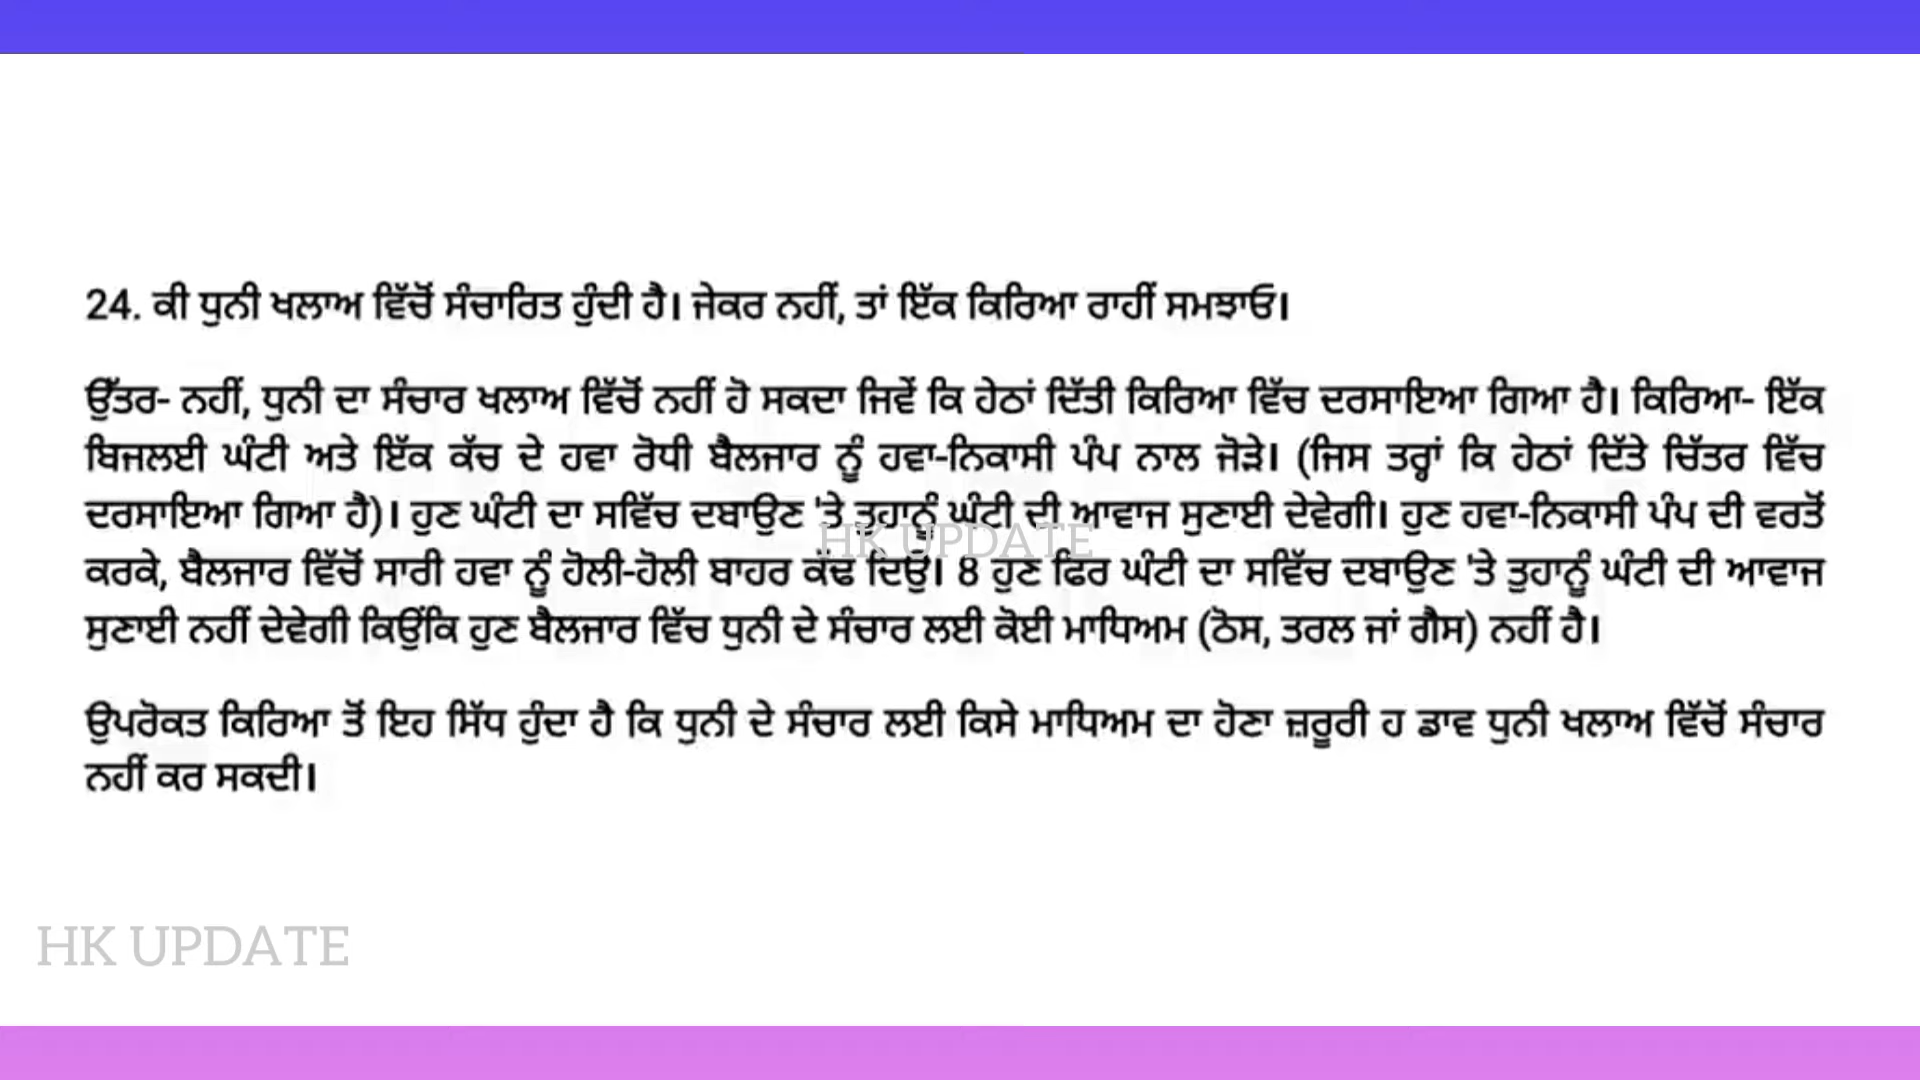 24. ਕੀ ਧੁਨੀ ਖਲਾਅ ਵਿੱਚੋਂ ਸੰਚਾਰਿਤ ਹੁੰਦੀ ਹੈ। ਜੇਕਰ ਨਹੀਂ, ਤਾਂ ਇੱਕ ਕਿਰਿਆ ਰਾਹੀਂ ਸਮਝਾਓ।
ਉੱਤਰ- ਨਹੀਂ, ਧੁਨੀ ਦਾ ਸੰਚਾਰ ਖਲਾਅ ਵਿੱਚੋਂ ਨਹੀਂ ਹੋ ਸਕਦਾ ਜਿਵੇਂ ਕਿ ਹੇਠਾਂ ਦਿੱਤੀ ਕਿਰਿਆ ਵਿੱਚ ਦਰਸਾਇਆ ਗਿਆ ਹੈ। ਕਿਰਿਆ- ਇੱਕ
ਬਿਜਲਈ ਘੰਟੀ ਅਤੇ ਇੱਕ ਕੱਚ ਦੇ ਹਵਾ ਰੋਧੀ ਬੈਲਜਾਰ ਨੂੰ ਹਵਾ-ਨਿਕਾਸੀ ਪੰਪ ਨਾਲ ਜੋੜੇ। (ਜਿਸ ਤਰ੍ਹਾਂ ਕਿ ਹੇਠਾਂ ਦਿੱਤੇ ਚਿੱਤਰ ਵਿੱਚ
ਦਰਸਾਇਆ ਗਿਆ ਹੈ)। ਹੁਣ ਘੰਟੀ ਦਾ ਸਵਿੱਚ ਦਬਾਉਣ 'ਤੇ ਤੁਹਾਨੂੰ ਘੰਟੀ ਦੀ ਆਵਾਜ ਸੁਣਾਈ ਦੇਵੇਗੀ। ਹੁਣ ਹਵਾ-ਨਿਕਾਸੀ ਪੰਪ ਦੀ ਵਰਤੋਂ
HK UPDATE
ਕਰਕੇ, ਬੈਲਜਾਰ ਵਿੱਚੋਂ ਸਾਰੀ ਹਵਾ ਨੂੰ ਹੋਲੀ-ਹੋਲੀ ਬਾਹਰ ਕੱਢ ਦਿਉ। 8 ਹੁਣ ਫਿਰ ਘੰਟੀ ਦਾ ਸਵਿੱਚ ਦਬਾਉਣ 'ਤੇ ਤੁਹਾਨੂੰ ਘੰਟੀ ਦੀ ਆਵਾਜ
ਸੁਣਾਈ ਨਹੀਂ ਦੇਵੇਗੀ ਕਿਉਂਕਿ ਹੁਣ ਬੈਲਜਾਰ ਵਿੱਚ ਧੁਨੀ ਦੇ ਸੰਚਾਰ ਲਈ ਕੋਈ ਮਾਧਿਅਮ (ਠੋਸ, ਤਰਲ ਜਾਂ ਗੈਸ) ਨਹੀਂ ਹੈ।
ਉਪਰੋਕਤ ਕਿਰਿਆ ਤੋਂ ਇਹ ਸਿੱਧ ਹੁੰਦਾ ਹੈ ਕਿ ਧੁਨੀ ਦੇ ਸੰਚਾਰ ਲਈ ਕਿਸੇ ਮਾਧਿਅਮ ਦਾ ਹੋਣਾ ਜ਼ਰੂਰੀ ਹ ਡਾਵ ਧੁਨੀ ਖਲਾਅ ਵਿੱਚੋਂ ਸੰਚਾਰ
ਨਹੀਂ ਕਰ ਸਕਦੀ।
HK UPDATE